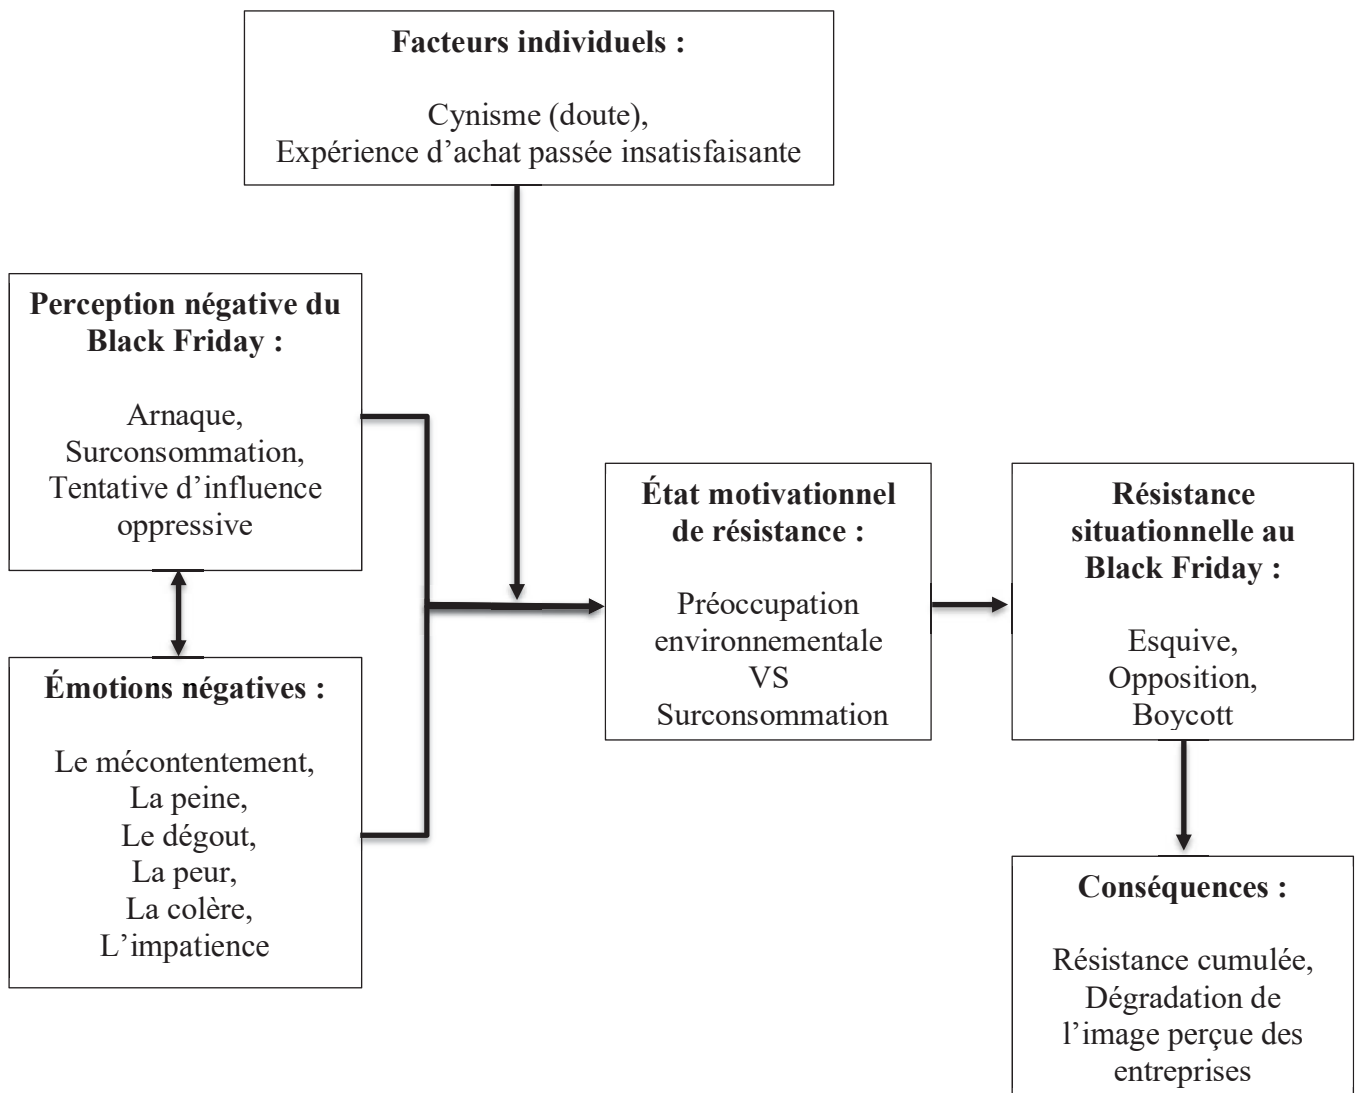 Facteurs individuels :
Cynisme (doute),
Expérience d’achat passée insatisfaisante
Perception négative du
Black Friday :
Arnaque,
Surconsommation,
Tentative d’influence
oppressive
Émotions négatives :
Le mécontentement,
La peine,
Le dégout,
La peur,
La colère,
L’impatience
État motivationnel
de résistance :
Préoccupation
environnementale
VS
Surconsommation
Résistance
situationnelle au
Black Friday :
Esquive,
Opposition,
Boycott
Conséquences :
Résistance cumulée,
Dégradation de
l’image perçue des
entreprises